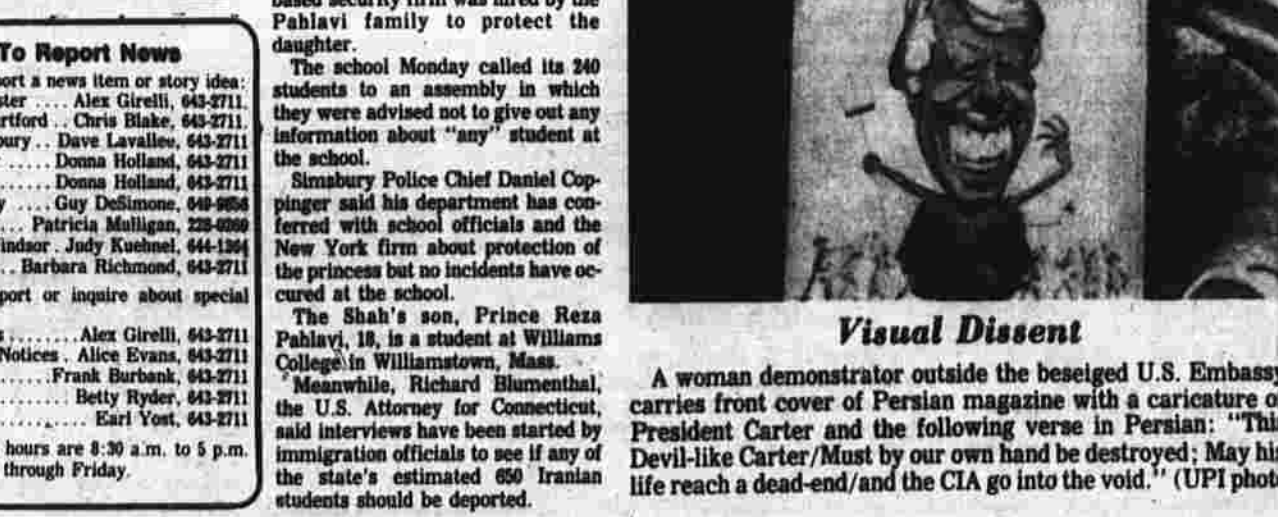 To Report News
ort a news item or story idea:
ster .... Alex Girelli, 643-2711.
rtford .. Chris Blake, 643-2711.
bury .. Dave Lavallee, 643-2711
..... Donna Holland, 643-2711
...... Donna Holland, 643-2711
y .... Guy DeSimone,
... Patricia Mulligan,
indsor . Judy Kuehnel,
.. Barbara Richmond, 643-2711
port or inquire about special
s ........ Alex Girelli, 643-2711
Notices . Alice Evans, 643-2711
...... Frank Burbank, 643-2711
........ Betty Ryder, 643-2711
........ Earl Yost, 643-2711
hours are 8:30 a.m. to 5 p.m.
through Friday.
based security firm was hired by the
Pahlavi family to protect the
daughter.
The school Monday called its 240
students to an assembly in which
they were advised not to give out any
information about "any" student at
the school.
Simsbury Police Chief Daniel Cop-
pinger said his department has con-
ferred with school officials and the
New York firm about protection of
the princess but no incidents have oc-
cured at the school.
The Shah's son, Prince Reza
Pahlavi, 18, is a student at Williams
College in Williamstown, Mass.
Meanwhile, Richard Blumenthal,
the U.S. Attorney for Connecticut,
said interviews have been started by
immigration officials to see if any of
the state's estimated 650 Iranian
students should be deported.
Visual Dissent
A woman demonstrator outside the beseiged U.S. Embassy
carries front cover of Persian magazine with a caricature of
President Carter and the following verse in Persian: "This
Devil-like Carter/Must by our own hand be destroyed; May his
life reach a dead-end/and the CIA go into the void." (UPI photo